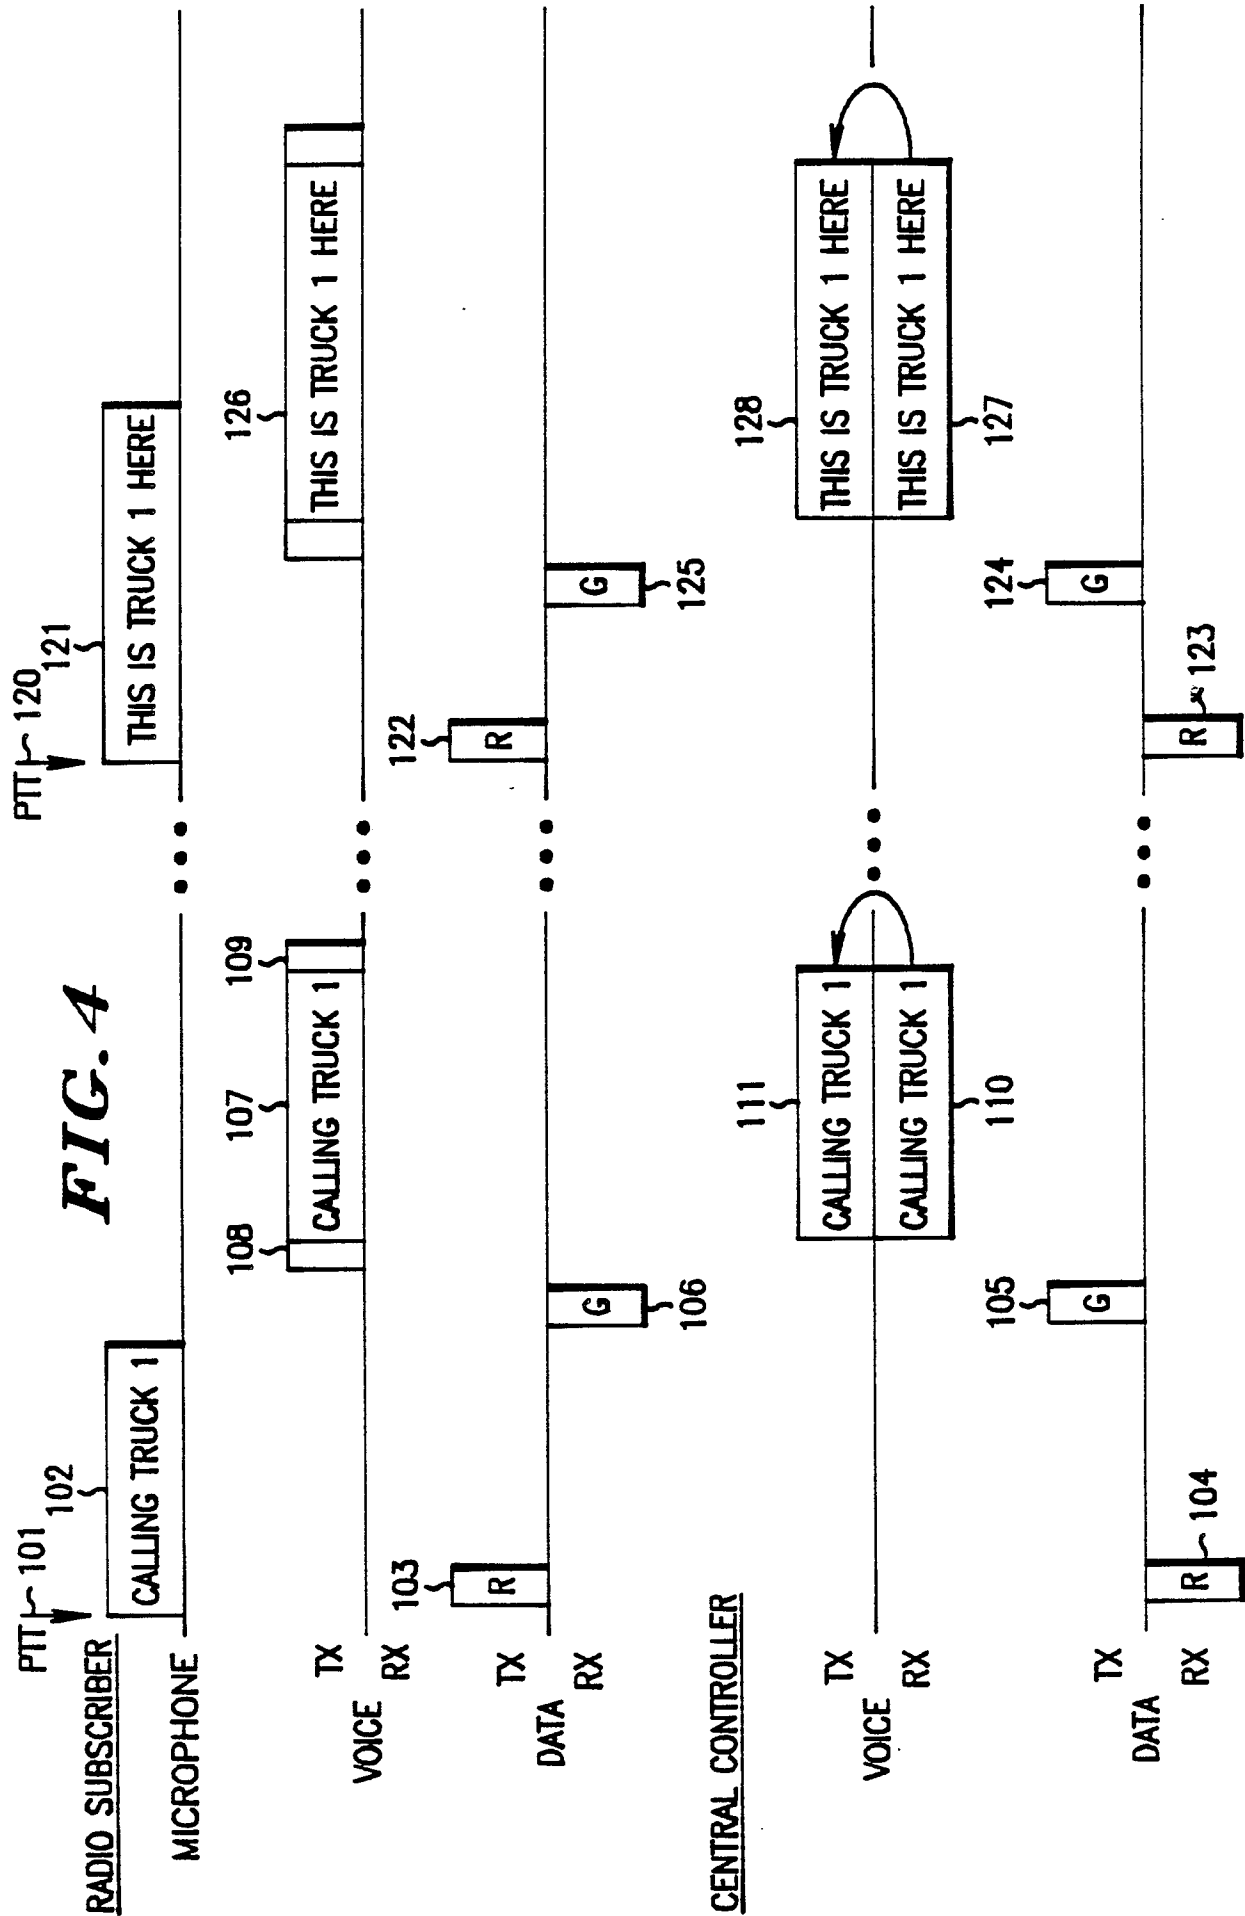 FIG. 4
RADIO SUBSCRIBER
PTT 101
PTT 120
102
121
MICROPHONE
CALLING TRUCK 1
THIS IS TRUCK 1 HERE
108
107
109
126
VOICE
TX
RX
CALLING TRUCK 1
THIS IS TRUCK 1 HERE
103
122
DATA
TX
RX
R
G
R
G
106
125
CENTRAL CONTROLLER
111
128
VOICE
TX
RX
CALLING TRUCK 1
THIS IS TRUCK 1 HERE
CALLING TRUCK 1
THIS IS TRUCK 1 HERE
110
127
105
124
DATA
TX
RX
G
G
R
R
104
123